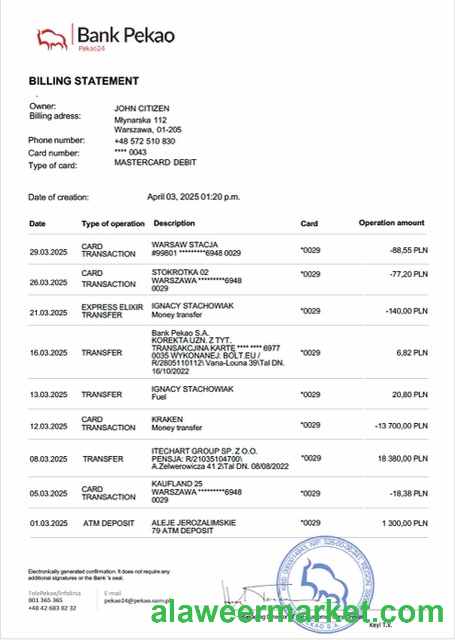 Bank Pekao
Pekao24
BILLING STATEMENT
Owner: JOHN CITIZEN
Billing adress: Młynarska 112
Warszawa, 01-205
Phone number: +48 572 510 830
Card number: **** 0043
Type of card: MASTERCARD DEBIT
Date of creation: April 03, 2025 01:20 p.m.
Date Type of operation Description Card Operation amount
29.03.2025 CARD TRANSACTION WARSAW STACJA #99801 *********6948 0029 *0029 -88,55 PLN
26.03.2025 CARD TRANSACTION STOKROTKA 02 WARSZAWA *********6948 0029 *0029 -77,20 PLN
21.03.2025 EXPRESS ELIXIR TRANSFER IGNACY STACHOWIAK Money transfer *0029 -140,00 PLN
16.03.2025 TRANSFER Bank Pekao S.A. KOREKTA UZN. Z TYT. TRANSAKCJINA KARTE **** **** 6977 0035 WYKONANEJ: BOLT.EU / R/2805110112\ Vana-Louna 39\Tal DN. 16/10/2022 *0029 6,82 PLN
13.03.2025 TRANSFER IGNACY STACHOWIAK Fuel *0029 20,80 PLN
12.03.2025 CARD TRANSACTION KRAKEN Money transfer *0029 -13 700,00 PLN
08.03.2025 TRANSFER ITECHART GROUP SP. Z O.O. PENSJA: R/21035104700\ A.Zelwerowicza 41 2\Tal DN. 08/08/2022 *0029 18 380,00 PLN
05.03.2025 CARD TRANSACTION KAUFLAND 25 WARSZAWA *********6948 0029 *0029 -18,38 PLN
01.03.2025 ATM DEPOSIT ALEJE JEROZALIMSKIE 79 ATM DEPOSIT *0029 1 300,00 PLN
Electronically generated confirmation. It does not require any
additional signatures or the Bank 's seal.
TelePekao/Infolinia
801 365 365
+48 42 683 82 32
E-mail
pekao24@pekao.com.pl
PEKAO S.A.
alaweermarket.com